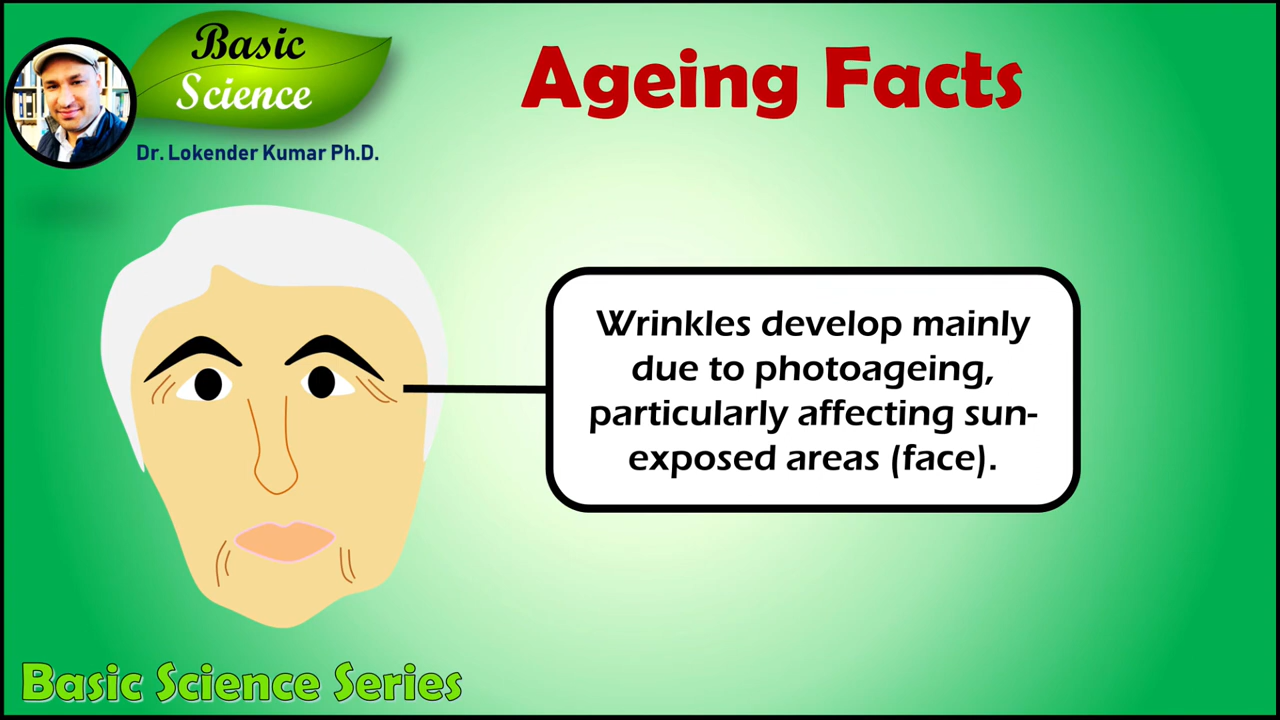 Basic
Science
Dr. Lokender Kumar Ph.D.
Ageing Facts
Wrinkles develop mainly
due to photoageing,
particularly affecting sun-
exposed areas (face).
Basic Science Series